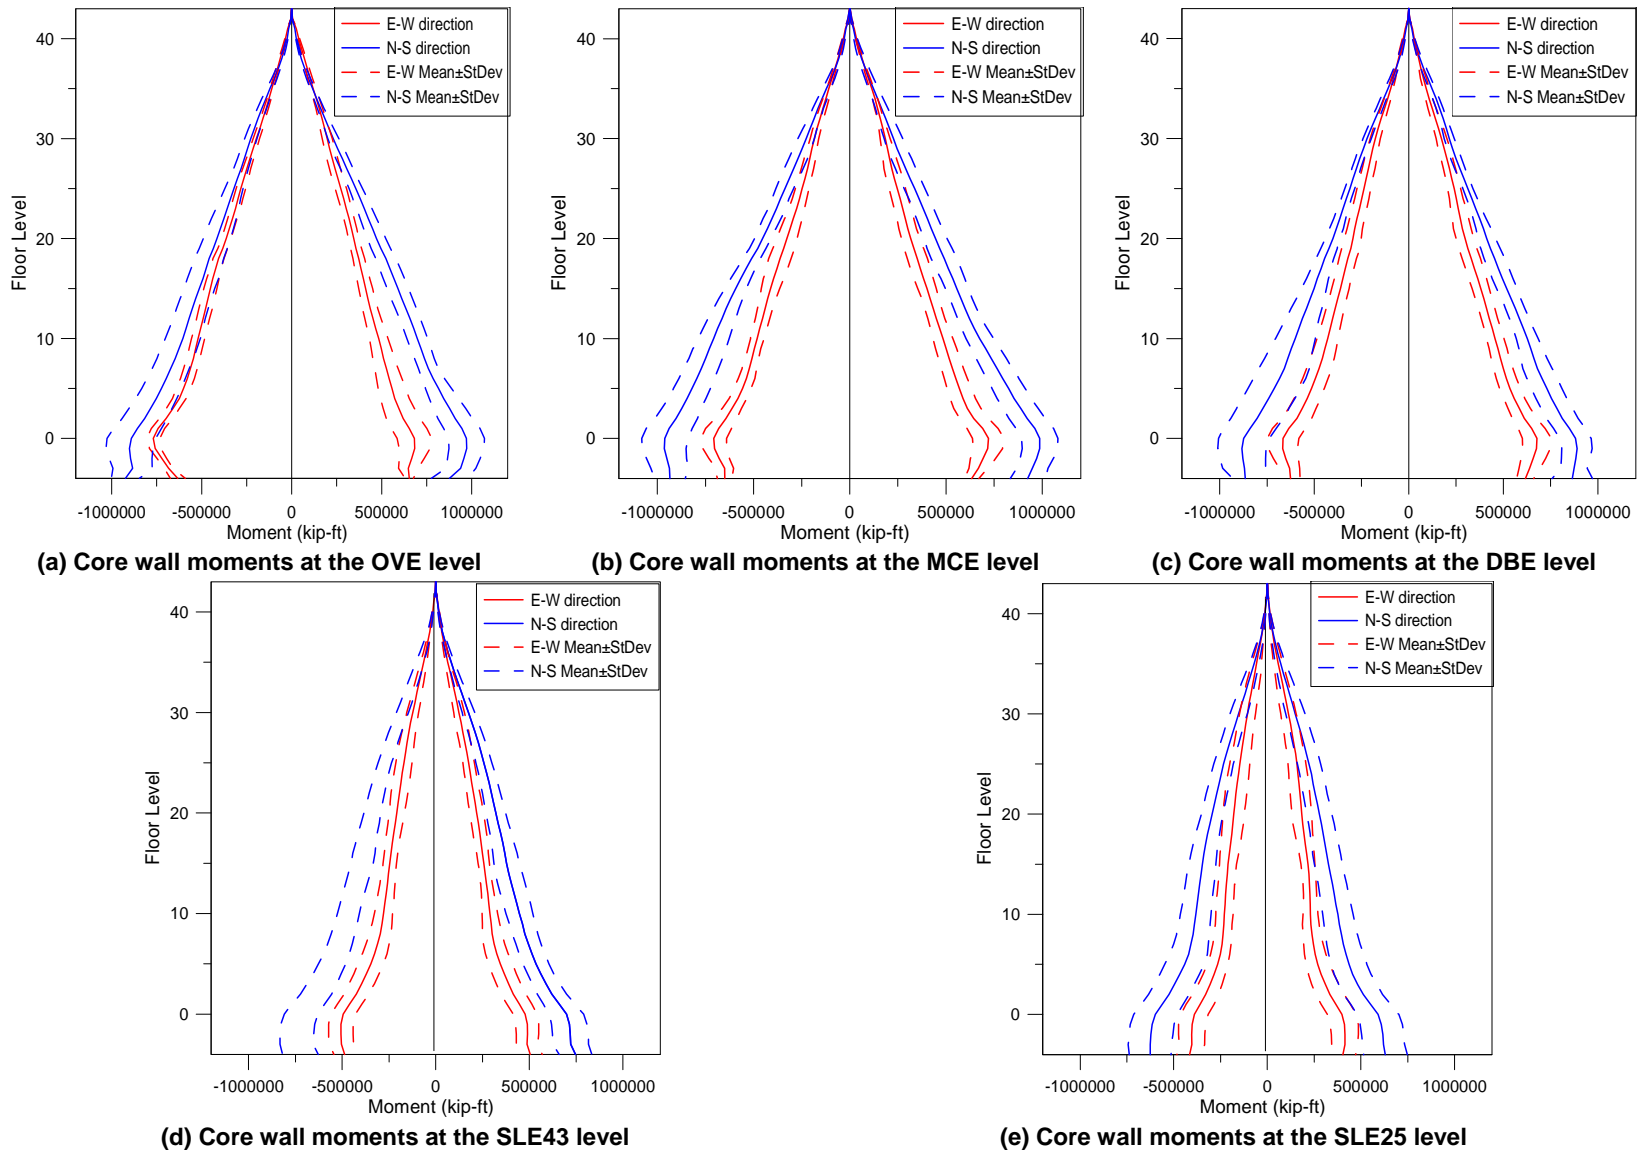 E-W direction
N-S direction
E-W Mean±StDev
N-S Mean±StDev
40
30
20
10
0
Floor Level
-1000000 -500000 0 500000 1000000
Moment (kip-ft)
(a) Core wall moments at the OVE level
E-W direction
N-S direction
E-W Mean±StDev
N-S Mean±StDev
40
30
20
10
0
Floor Level
-1000000 -500000 0 500000 1000000
Moment (kip-ft)
(b) Core wall moments at the MCE level
E-W direction
N-S direction
E-W Mean±StDev
N-S Mean±StDev
40
30
20
10
0
Floor Level
-1000000 -500000 0 500000 1000000
Moment (kip-ft)
(c) Core wall moments at the DBE level
E-W direction
N-S direction
E-W Mean±StDev
N-S Mean±StDev
40
30
20
10
0
Floor Level
-1000000 -500000 0 500000 1000000
Moment (kip-ft)
(d) Core wall moments at the SLE43 level
E-W direction
N-S direction
E-W Mean±StDev
N-S Mean±StDev
40
30
20
10
0
Floor Level
-1000000 -500000 0 500000 1000000
Moment (kip-ft)
(e) Core wall moments at the SLE25 level